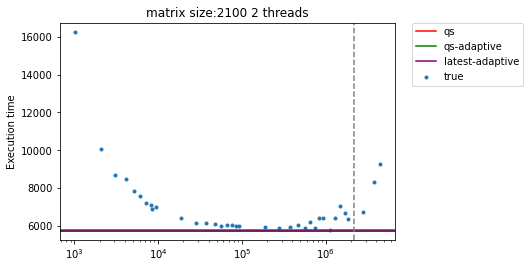 matrix size:2100 2 threads
Execution time
16000
14000
12000
10000
8000
6000
10³
10⁴
10⁵
10⁶
qs
qs-adaptive
latest-adaptive
true